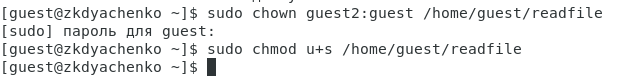 [guest@zkdyachenko ~]$ sudo chown guest2:guest /home/guest/readfile
[sudo] пароль для guest:
[guest@zkdyachenko ~]$ sudo chmod u+s /home/guest/readfile
[guest@zkdyachenko ~]$